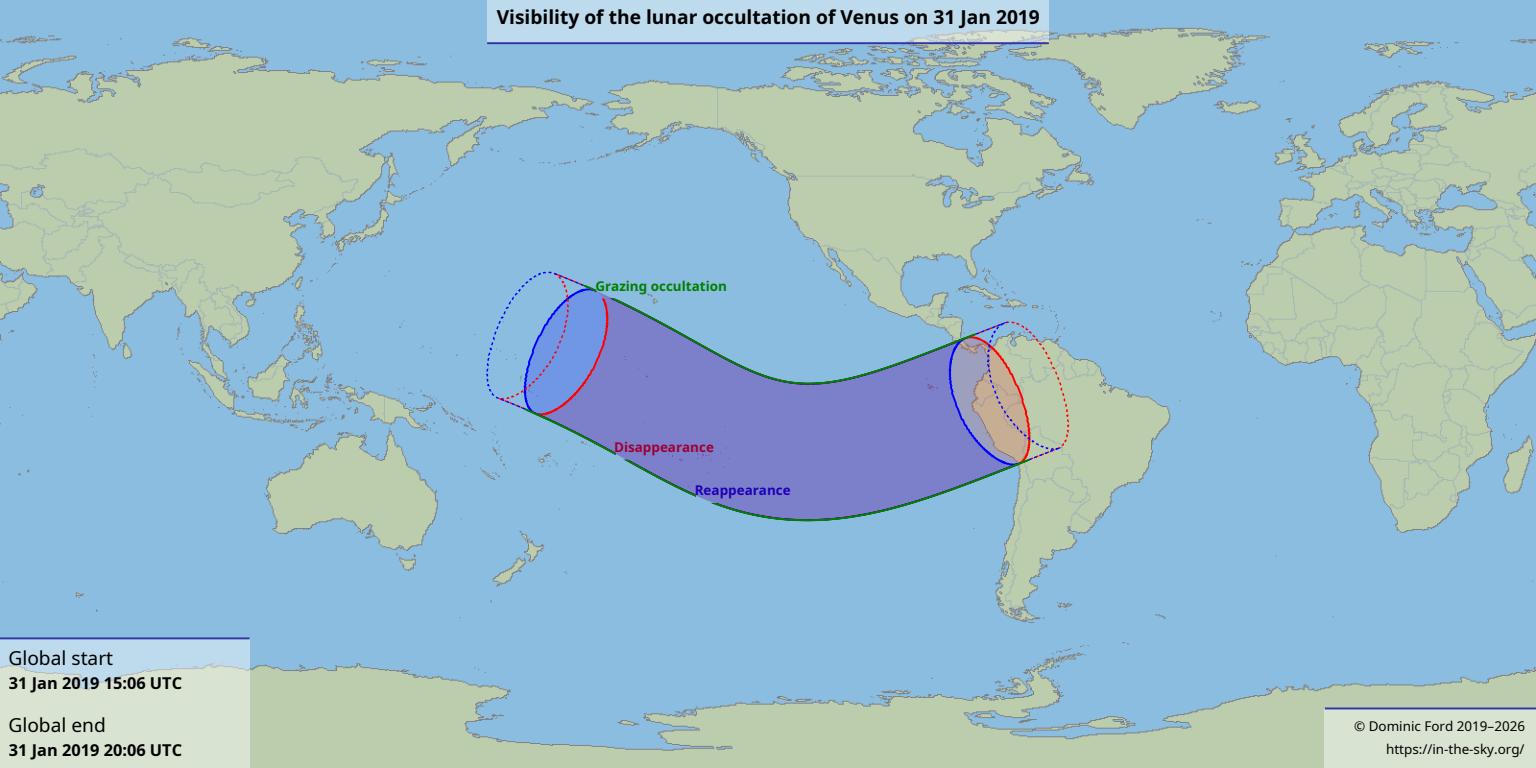 Visibility of the lunar occultation of Venus on 31 Jan 2019
Grazing occultation
Disappearance
Reappearance
Global start
31 Jan 2019 15:06 UTC
Global end
31 Jan 2019 20:06 UTC
© Dominic Ford 2019–2026
https://in-the-sky.org/